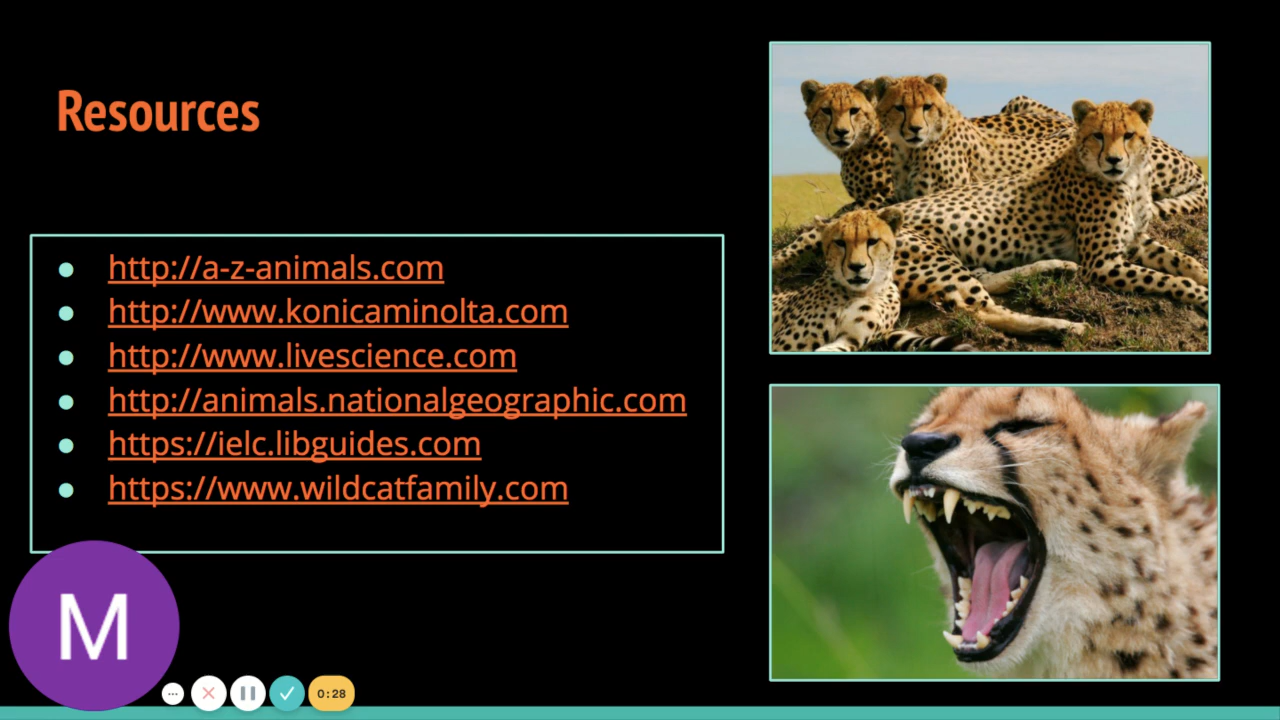 Resources
http://a-z-animals.com
http://www.konicaminolta.com
http://www.livescience.com
http://animals.nationalgeographic.com
https://ielc.libguides.com
https://www.wildcatfamily.com
M
0:28